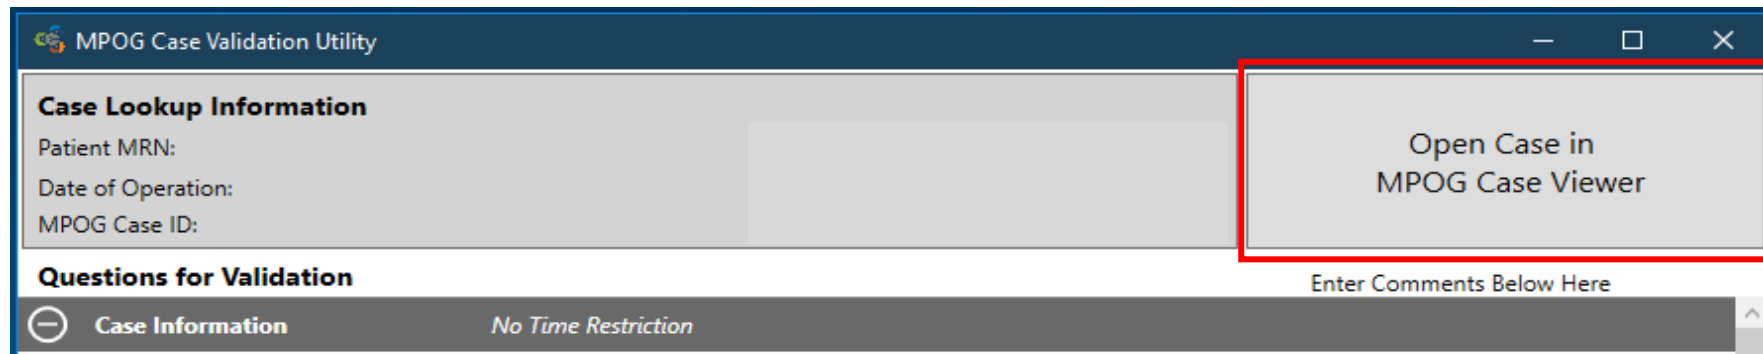 MPOG Case Validation Utility
Case Lookup Information
Patient MRN:
Date of Operation:
MPOG Case ID:
Open Case in
MPOG Case Viewer
Questions for Validation
Enter Comments Below Here
Case Information No Time Restriction